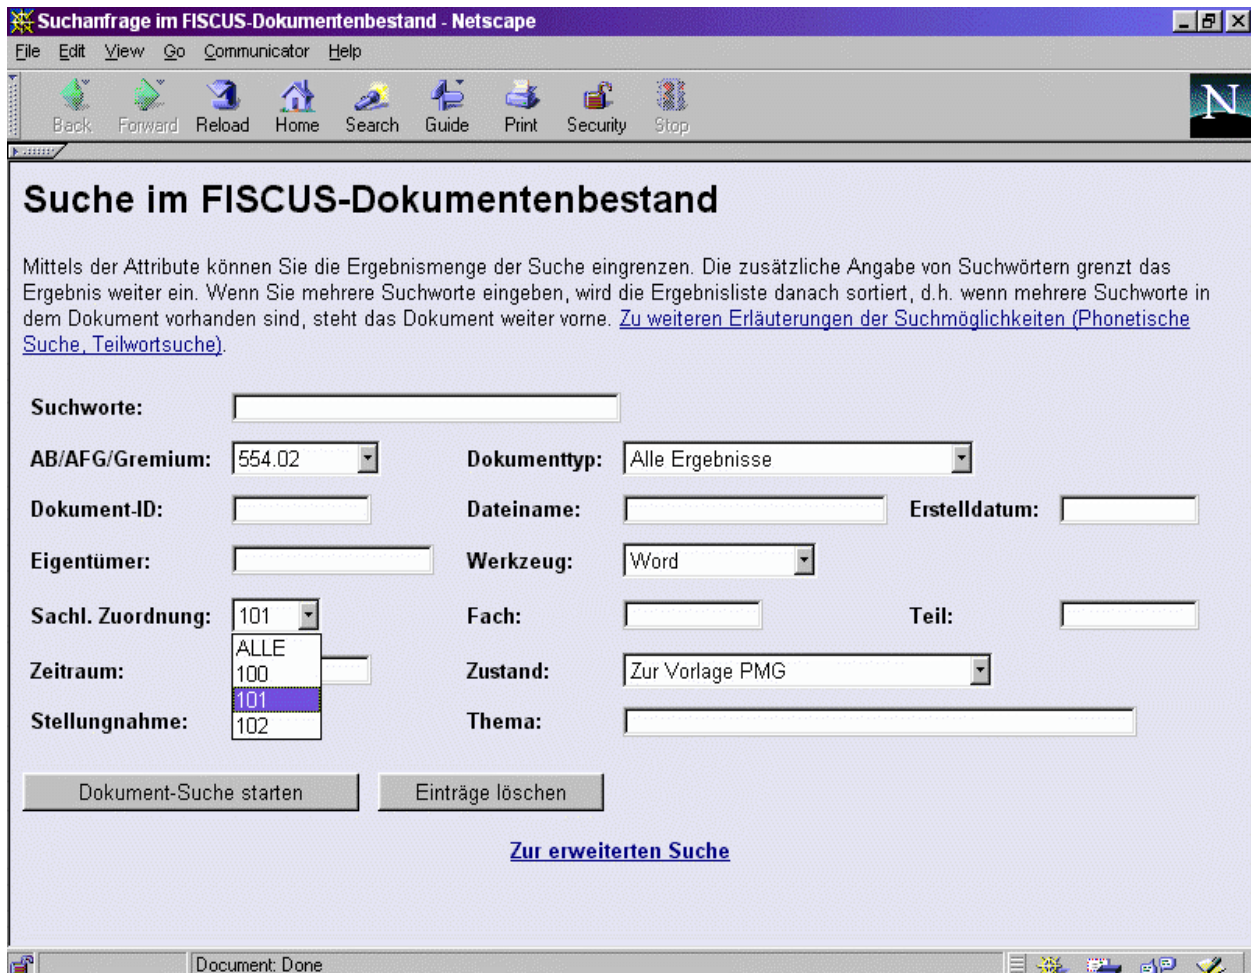 Suchanfrage im FISCUS-Dokumentenbestand - Netscape
File Edit View Go Communicator Help
Back Forward Reload Home Search Guide Print Security Stop
N
Suche im FISCUS-Dokumentenbestand
Mittels der Attribute können Sie die Ergebnismenge der Suche eingrenzen. Die zusätzliche Angabe von Suchwörtern grenzt das
Ergebnis weiter ein. Wenn Sie mehrere Suchworte eingeben, wird die Ergebnisliste danach sortiert, d.h. wenn mehrere Suchworte in
dem Dokument vorhanden sind, steht das Dokument weiter vorne. Zu weiteren Erläuterungen der Suchmöglichkeiten (Phonetische
Suche, Teilwortsuche).
Suchworte:
AB/AFG/Gremium: 554.02 Dokumenttyp: Alle Ergebnisse
Dokument-ID: Dateiname: Erstelldatum:
Eigentümer: Werkzeug: Word
Sachl. Zuordnung: 101 Fach: Teil:
ALLE
Zeitraum: 100 Zustand: Zur Vorlage PMG
101
Stellungnahme: 102 Thema:
Dokument-Suche starten Einträge löschen
Zur erweiterten Suche
Document: Done